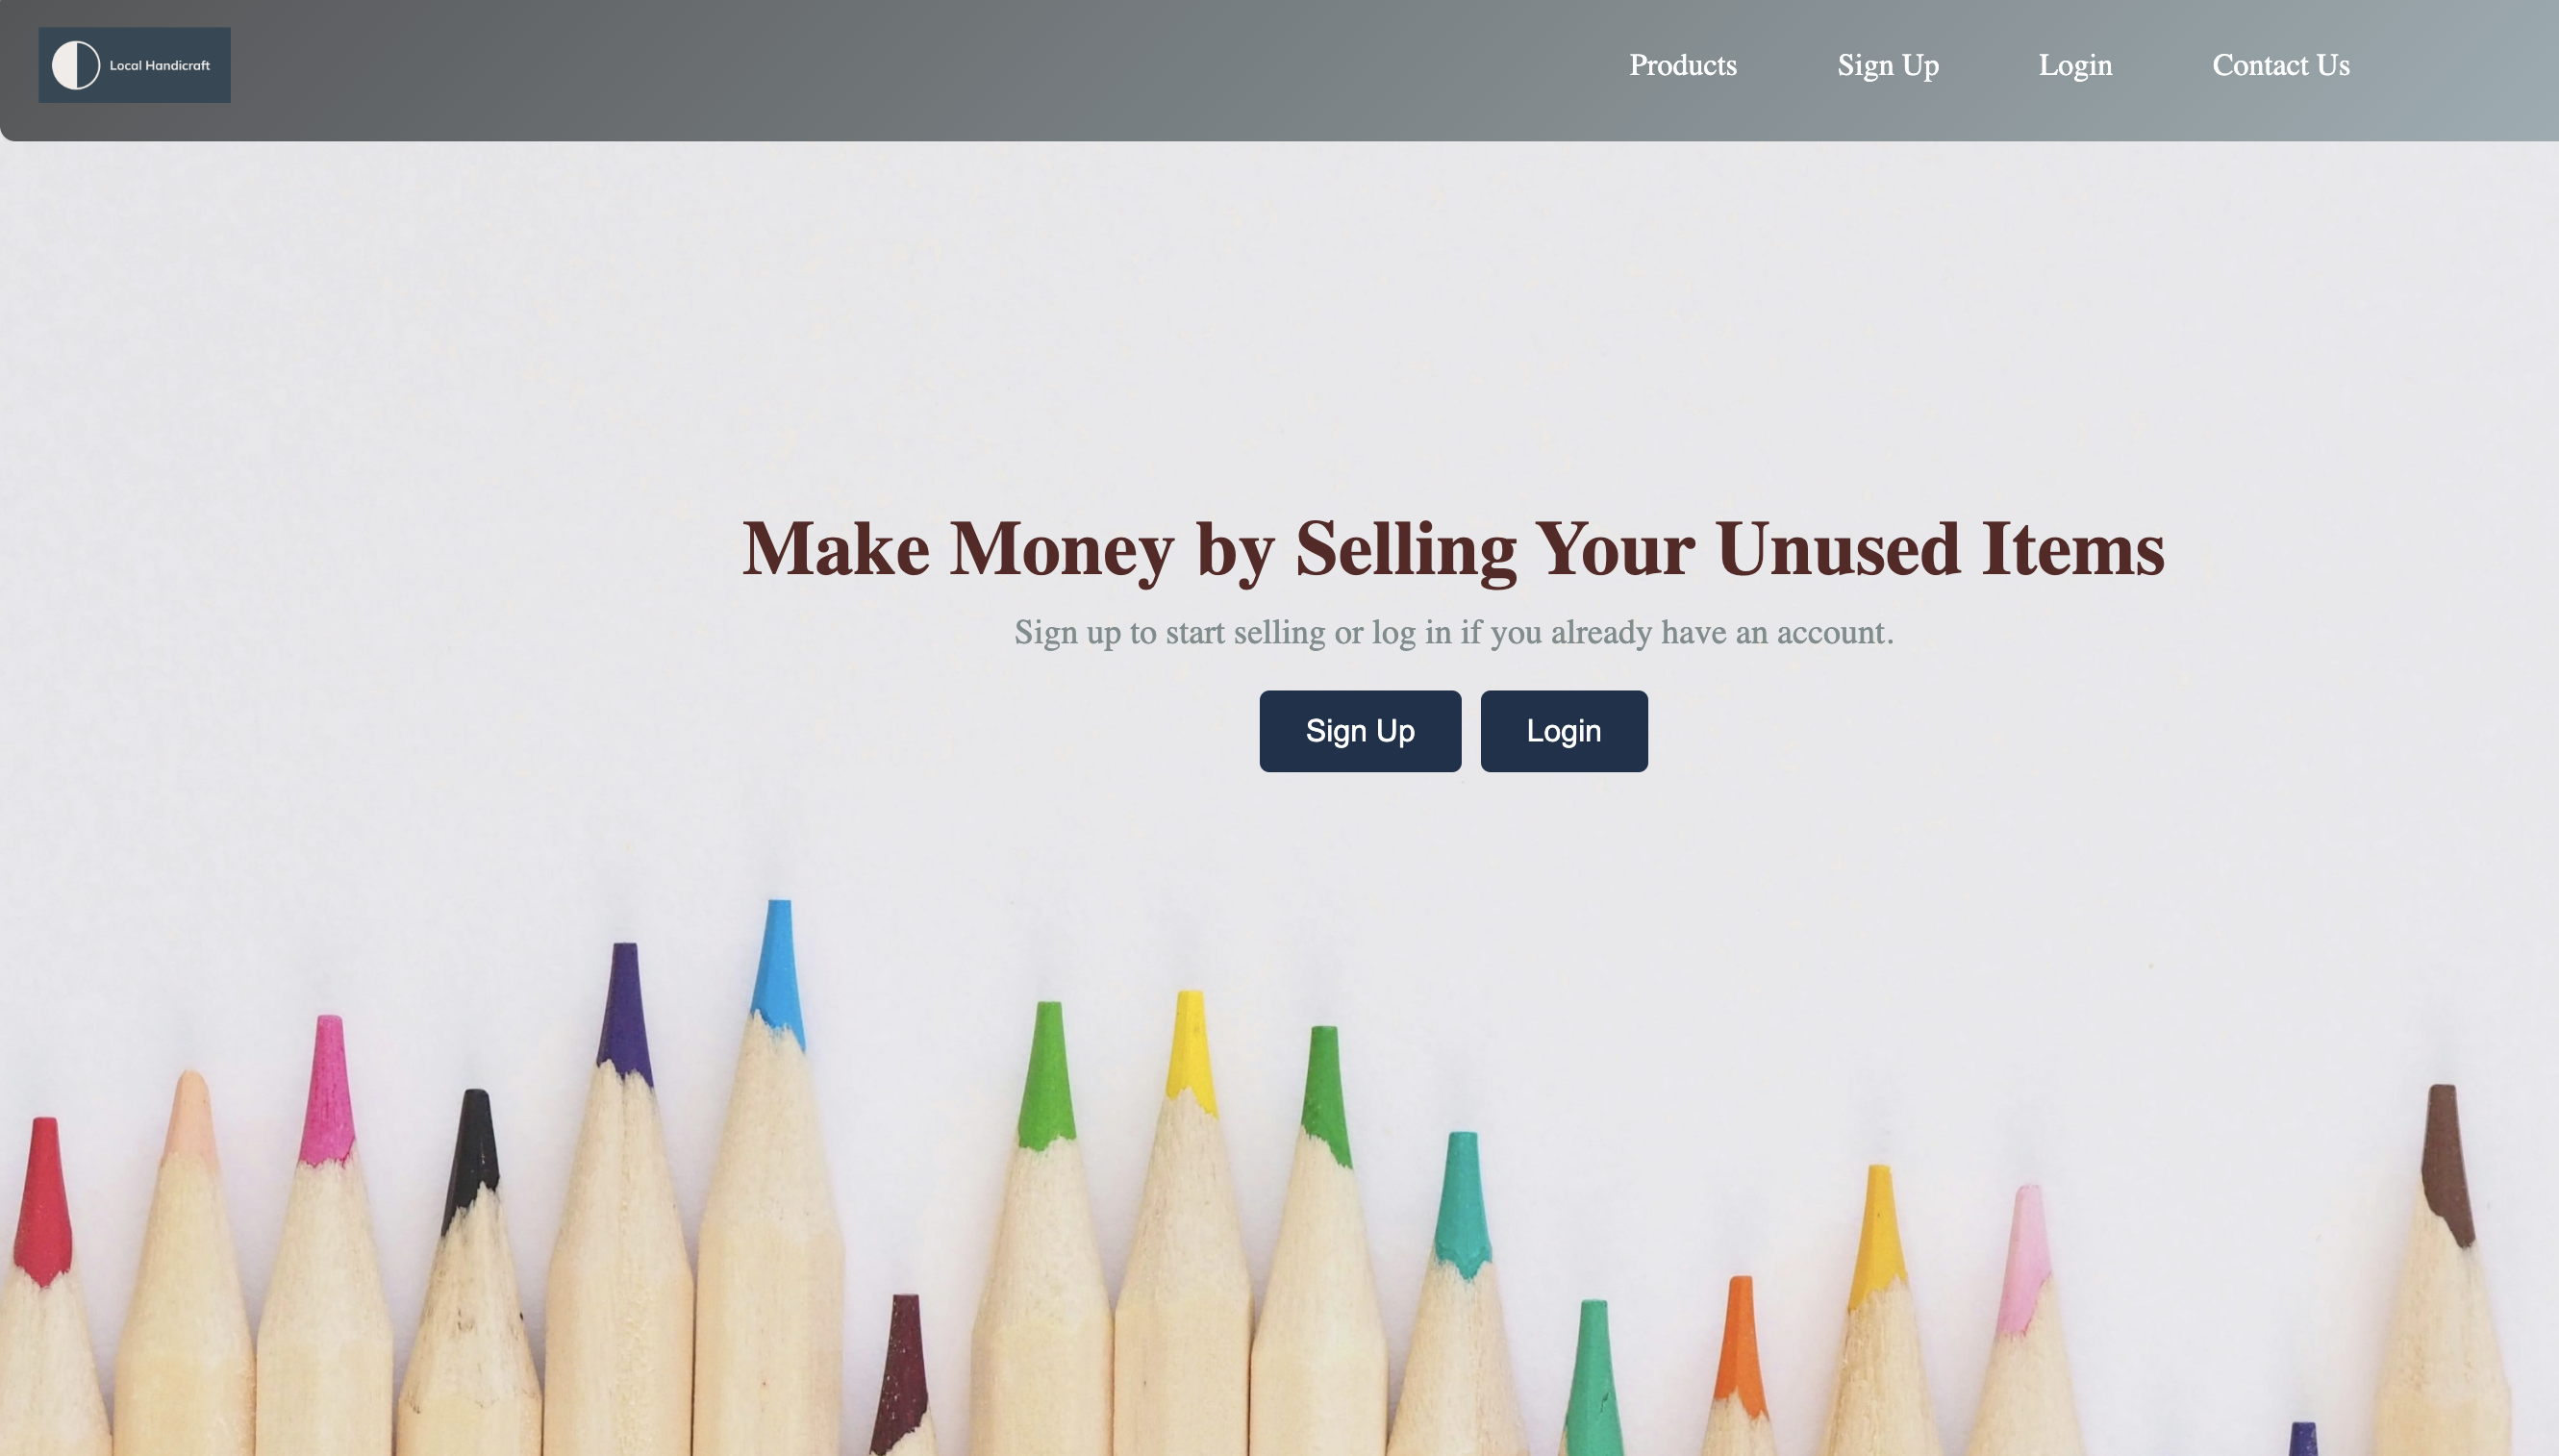 Local Handicraft
Products Sign Up Login Contact Us
Make Money by Selling Your Unused Items
Sign up to start selling or log in if you already have an account.
Sign Up Login